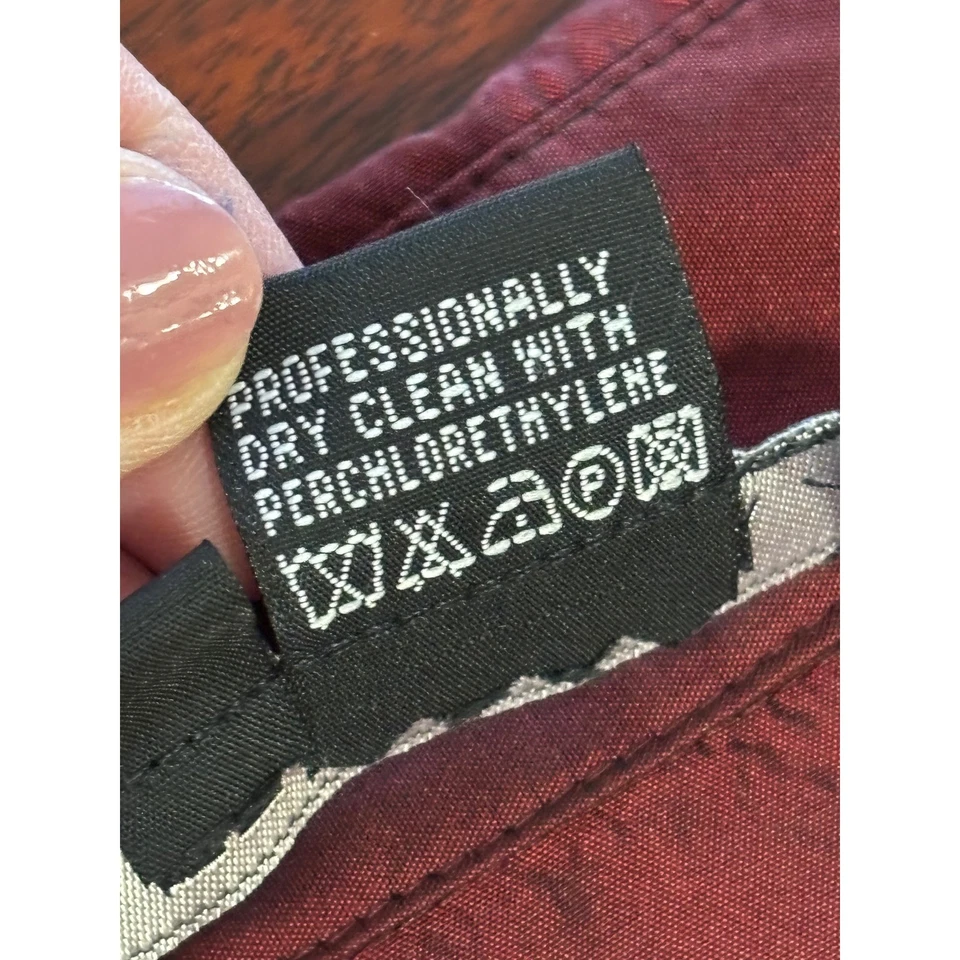 PROFESSIONALLY
DRY CLEAN WITH
PERCHLORETHYLENE
P